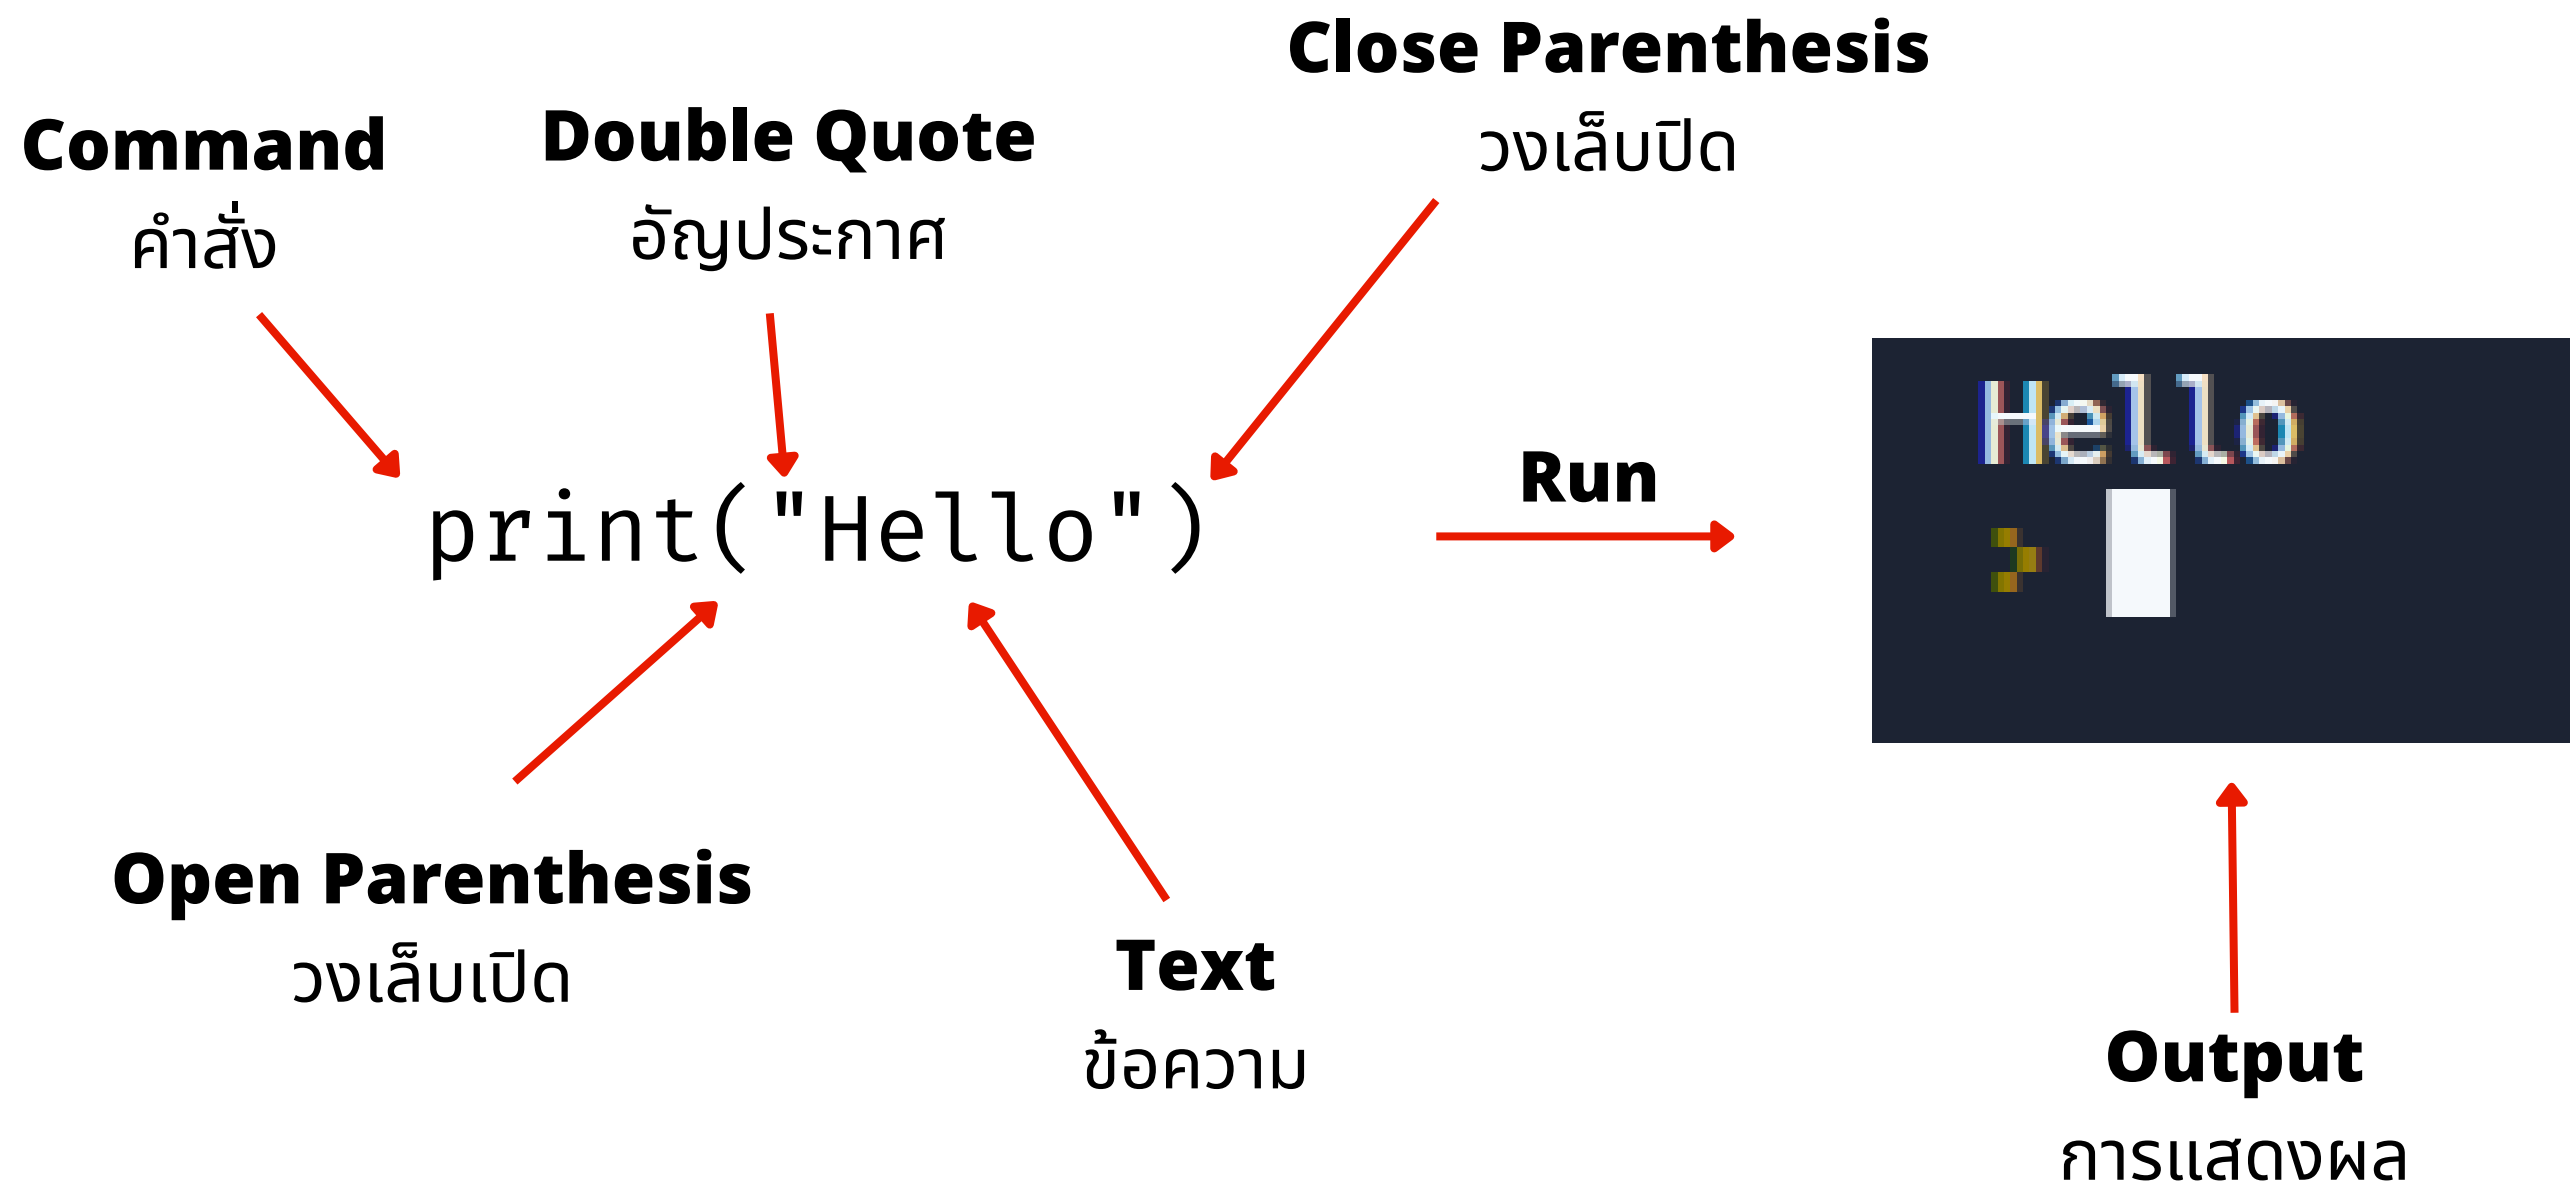 Close Parenthesis
วงเล็บปิด
Command
คำสั่ง
Double Quote
อัญประกาศ
print("Hello")
Run
Hello
>
Open Parenthesis
วงเล็บเปิด
Text
ข้อความ
Output
การแสดงผล